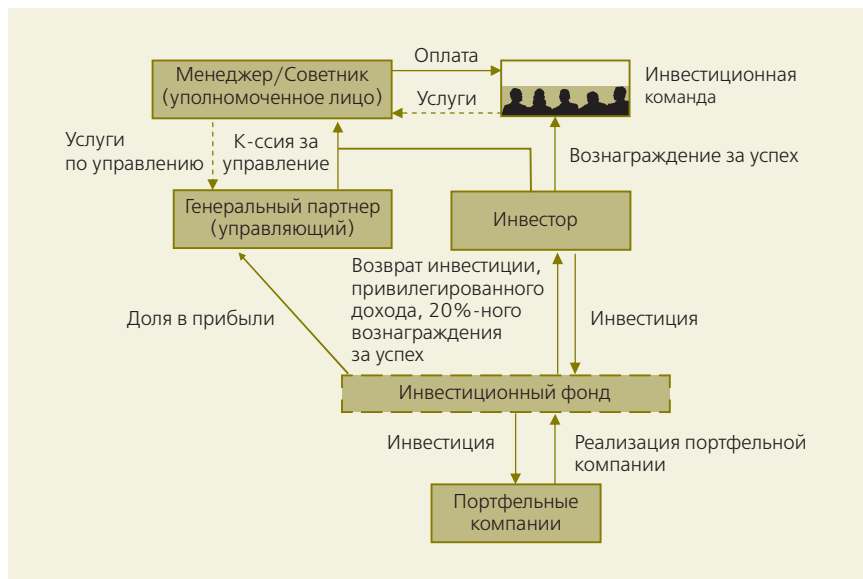 Оплата
Менеджер/Советник
(уполномоченное лицо)
Инвестиционная
команда
Услуги
Услуги
по управлению
К-ссия за
управление
Вознаграждение за успех
Генеральный партнер
(управляющий)
Инвестор
Возврат инвестиции,
привилегированного
дохода, 20%-ного
вознаграждения
за успех
Доля в прибыли
Инвестиция
Инвестиционный фонд
Инвестиция
Реализация портфельной
компании
Портфельные
компании